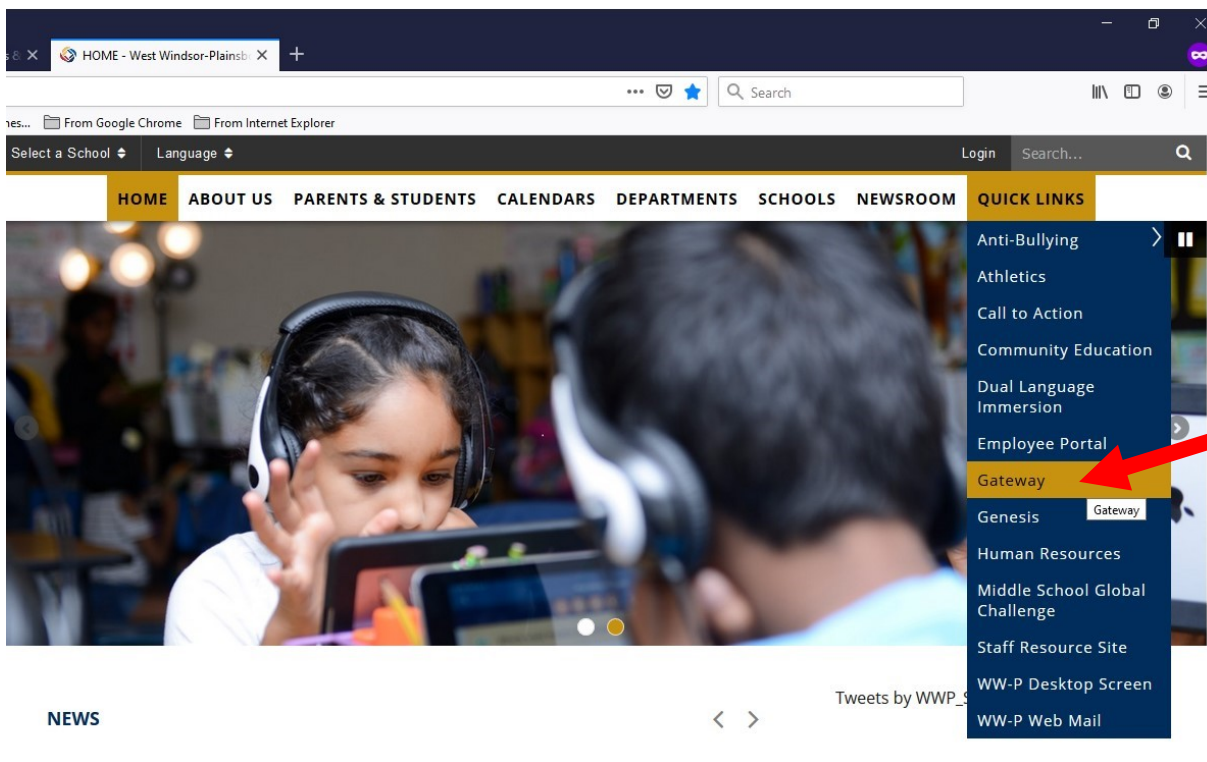 s &
HOME - West Windsor-Plainsb
Search
nes... From Google Chrome From Internet Explorer
Select a School Language Login Search...
HOME ABOUT US PARENTS & STUDENTS CALENDARS DEPARTMENTS SCHOOLS NEWSROOM QUICK LINKS
Anti-Bullying
Athletics
Call to Action
Community Education
Dual Language
Immersion
Employee Portal
Gateway
Gateway
Genesis
Human Resources
Middle School Global
Challenge
Staff Resource Site
WW-P Desktop Screen
WW-P Web Mail
Tweets by WWP_S
NEWS